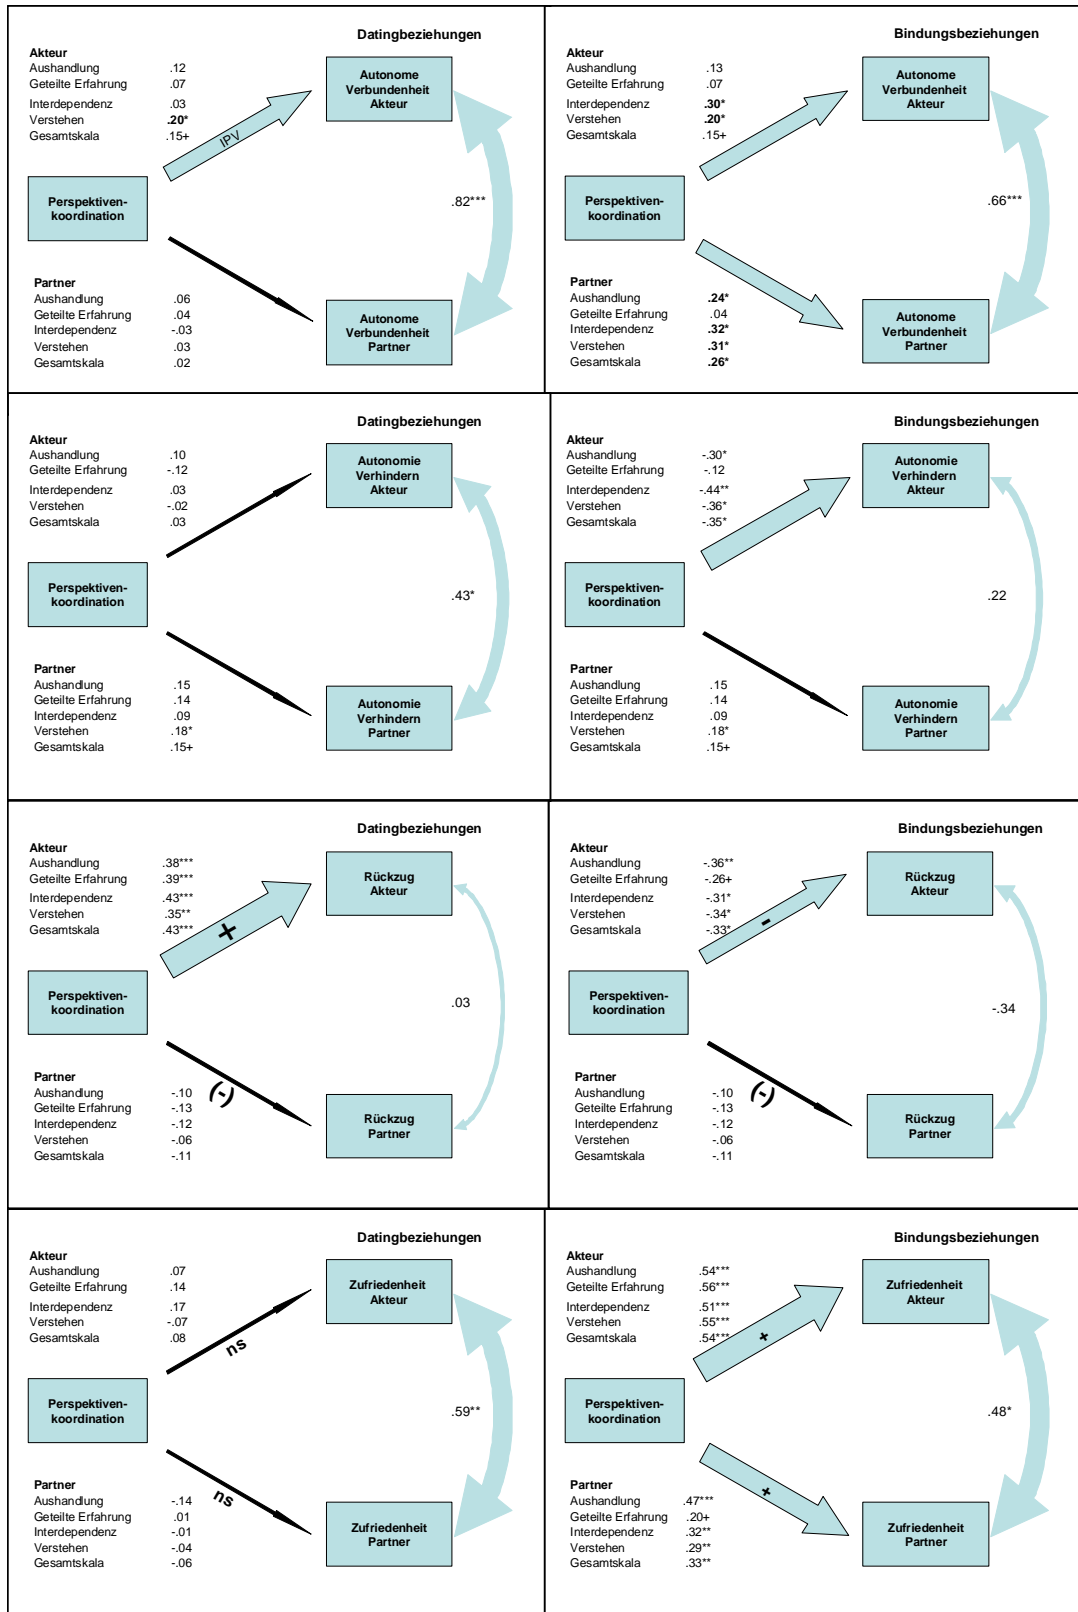 Datingbeziehungen
Akteur
Aushandlung .12
Geteilte Erfahrung .07
Interdependenz .03
Verstehen .20*
Gesamtskala .15+
Autonome
Verbundenheit
Akteur
IPV
Perspektiven-
koordination
.82***
Partner
Aushandlung .06
Geteilte Erfahrung .04
Interdependenz -.03
Verstehen .03
Gesamtskala .02
Autonome
Verbundenheit
Partner
Bindungsbeziehungen
Akteur
Aushandlung .13
Geteilte Erfahrung .07
Interdependenz .30*
Verstehen .20*
Gesamtskala .15+
Autonome
Verbundenheit
Akteur
Perspektiven-
koordination
.66***
Partner
Aushandlung .24*
Geteilte Erfahrung .04
Interdependenz .32*
Verstehen .31*
Gesamtskala .26*
Autonome
Verbundenheit
Partner
Datingbeziehungen
Akteur
Aushandlung .10
Geteilte Erfahrung -.12
Interdependenz .03
Verstehen -.02
Gesamtskala .03
Autonomie
Verhindern
Akteur
Perspektiven-
koordination
.43*
Partner
Aushandlung .15
Geteilte Erfahrung .14
Interdependenz .09
Verstehen .18*
Gesamtskala .15+
Autonomie
Verhindern
Partner
Bindungsbeziehungen
Akteur
Aushandlung -.30*
Geteilte Erfahrung -.12
Interdependenz -.44**
Verstehen -.36*
Gesamtskala -.35*
Autonomie
Verhindern
Akteur
Perspektiven-
koordination
.22
Partner
Aushandlung .15
Geteilte Erfahrung .14
Interdependenz .09
Verstehen .18*
Gesamtskala .15+
Autonomie
Verhindern
Partner
Datingbeziehungen
Akteur
Aushandlung .38***
Geteilte Erfahrung .39***
Interdependenz .43***
Verstehen .35**
Gesamtskala .43***
Rückzug
Akteur
+
Perspektiven-
koordination
.03
(-)
Partner
Aushandlung -.10
Geteilte Erfahrung -.13
Interdependenz -.12
Verstehen -.06
Gesamtskala -.11
Rückzug
Partner
Bindungsbeziehungen
Akteur
Aushandlung -.36**
Geteilte Erfahrung -.26+
Interdependenz -.31*
Verstehen -.34*
Gesamtskala -.33*
Rückzug
Akteur
-
Perspektiven-
koordination
-.34
(-)
Partner
Aushandlung -.10
Geteilte Erfahrung -.13
Interdependenz -.12
Verstehen -.06
Gesamtskala -.11
Rückzug
Partner
Datingbeziehungen
Akteur
Aushandlung .07
Geteilte Erfahrung .14
Interdependenz .17
Verstehen -.07
Gesamtskala .08
Zufriedenheit
Akteur
ns
Perspektiven-
koordination
.59**
ns
Partner
Aushandlung -.14
Geteilte Erfahrung .01
Interdependenz -.01
Verstehen -.04
Gesamtskala -.06
Zufriedenheit
Partner
Bindungsbeziehungen
Akteur
Aushandlung .54***
Geteilte Erfahrung .56***
Interdependenz .51***
Verstehen .55***
Gesamtskala .54***
Zufriedenheit
Akteur
+
Perspektiven-
koordination
.48*
+
Partner
Aushandlung .47***
Geteilte Erfahrung .20+
Interdependenz .32**
Verstehen .29**
Gesamtskala .33**
Zufriedenheit
Partner